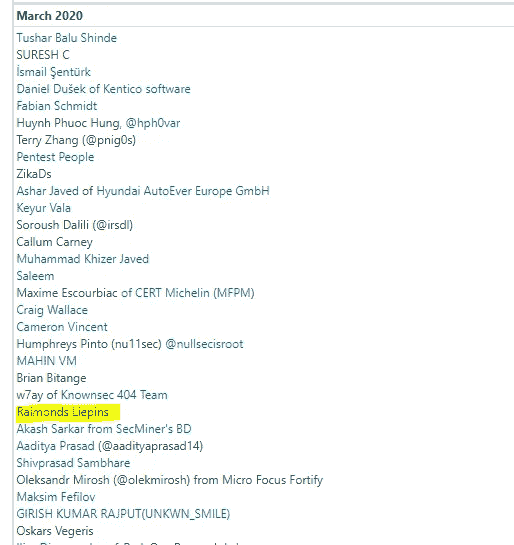 March 2020
Tushar Balu Shinde
SURESH C
İsmail Şentürk
Daniel Dušek of Kentico software
Fabian Schmidt
Huynh Phuoc Hung, @hph0var
Terry Zhang (@pnig0s)
Pentest People
ZikaDs
Ashar Javed of Hyundai AutoEver Europe GmbH
Keyur Vala
Soroush Dalili (@irsdl)
Callum Carney
Muhammad Khizer Javed
Saleem
Maxime Escourbiac of CERT Michelin (MFPM)
Craig Wallace
Cameron Vincent
Humphreys Pinto (nu11sec) @nullsecisroot
MAHIN VM
Brian Bitange
w7ay of Knownsec 404 Team
Raimonds Liepins
Akash Sarkar from SecMiner's BD
Aaditya Prasad (@aadityaprasad14)
Shivprasad Sambhare
Oleksandr Mirosh (@olekmirosh) from Micro Focus Fortify
Maksim Fefilov
GIRISH KUMAR RAJPUT(UNKWN_SMILE)
Oskars Vegeris